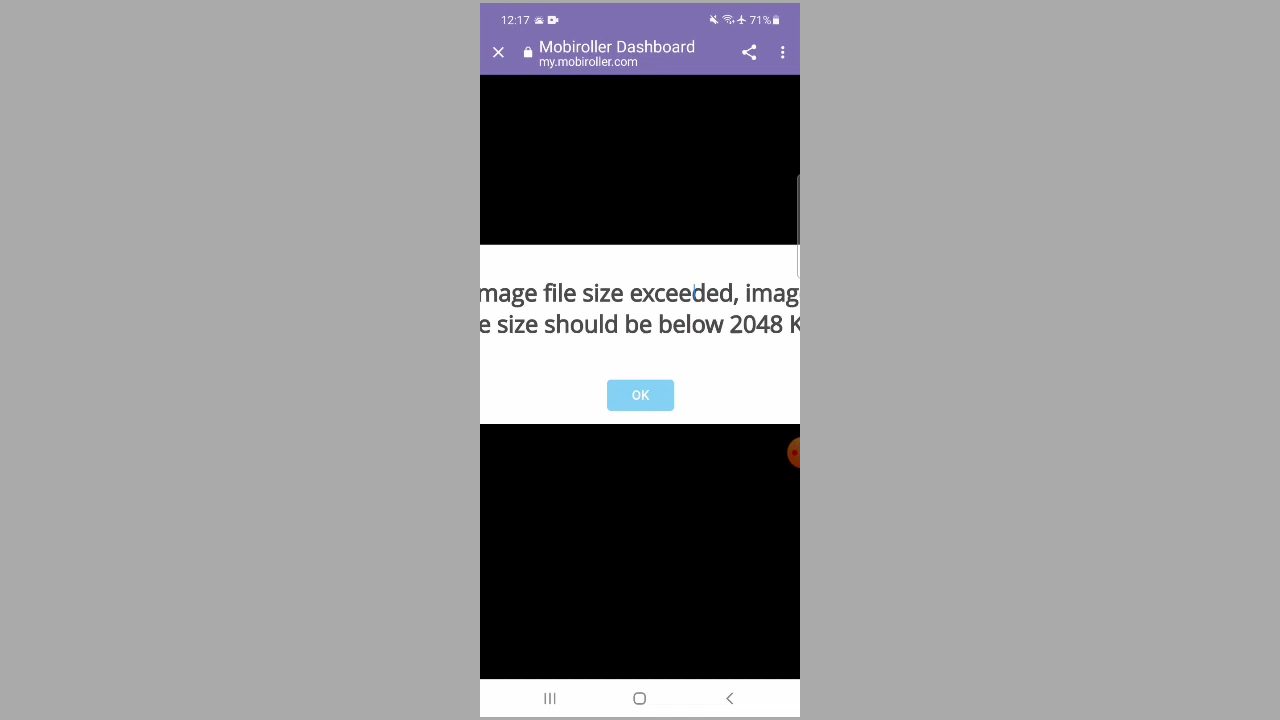 12:17 71%
Mobiroller Dashboard
my.mobiroller.com
mage file size exceeded, imag
e size should be below 2048 K
OK